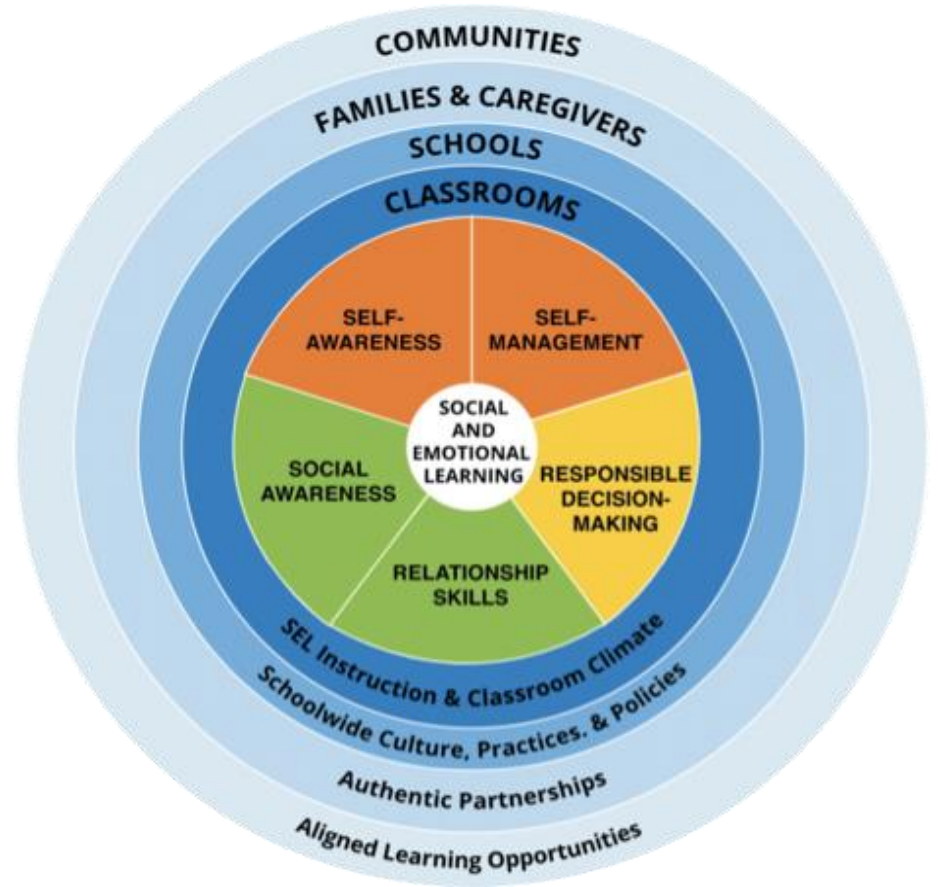 COMMUNITIES
FAMILIES & CAREGIVERS
SCHOOLS
CLASSROOMS
SELF-
AWARENESS
SELF-
MANAGEMENT
SOCIAL
AND
EMOTIONAL
LEARNING
SOCIAL
AWARENESS
RESPONSIBLE
DECISION-
MAKING
RELATIONSHIP
SKILLS
SEL Instruction & Classroom Climate
Schoolwide Culture, Practices, & Policies
Authentic Partnerships
Aligned Learning Opportunities